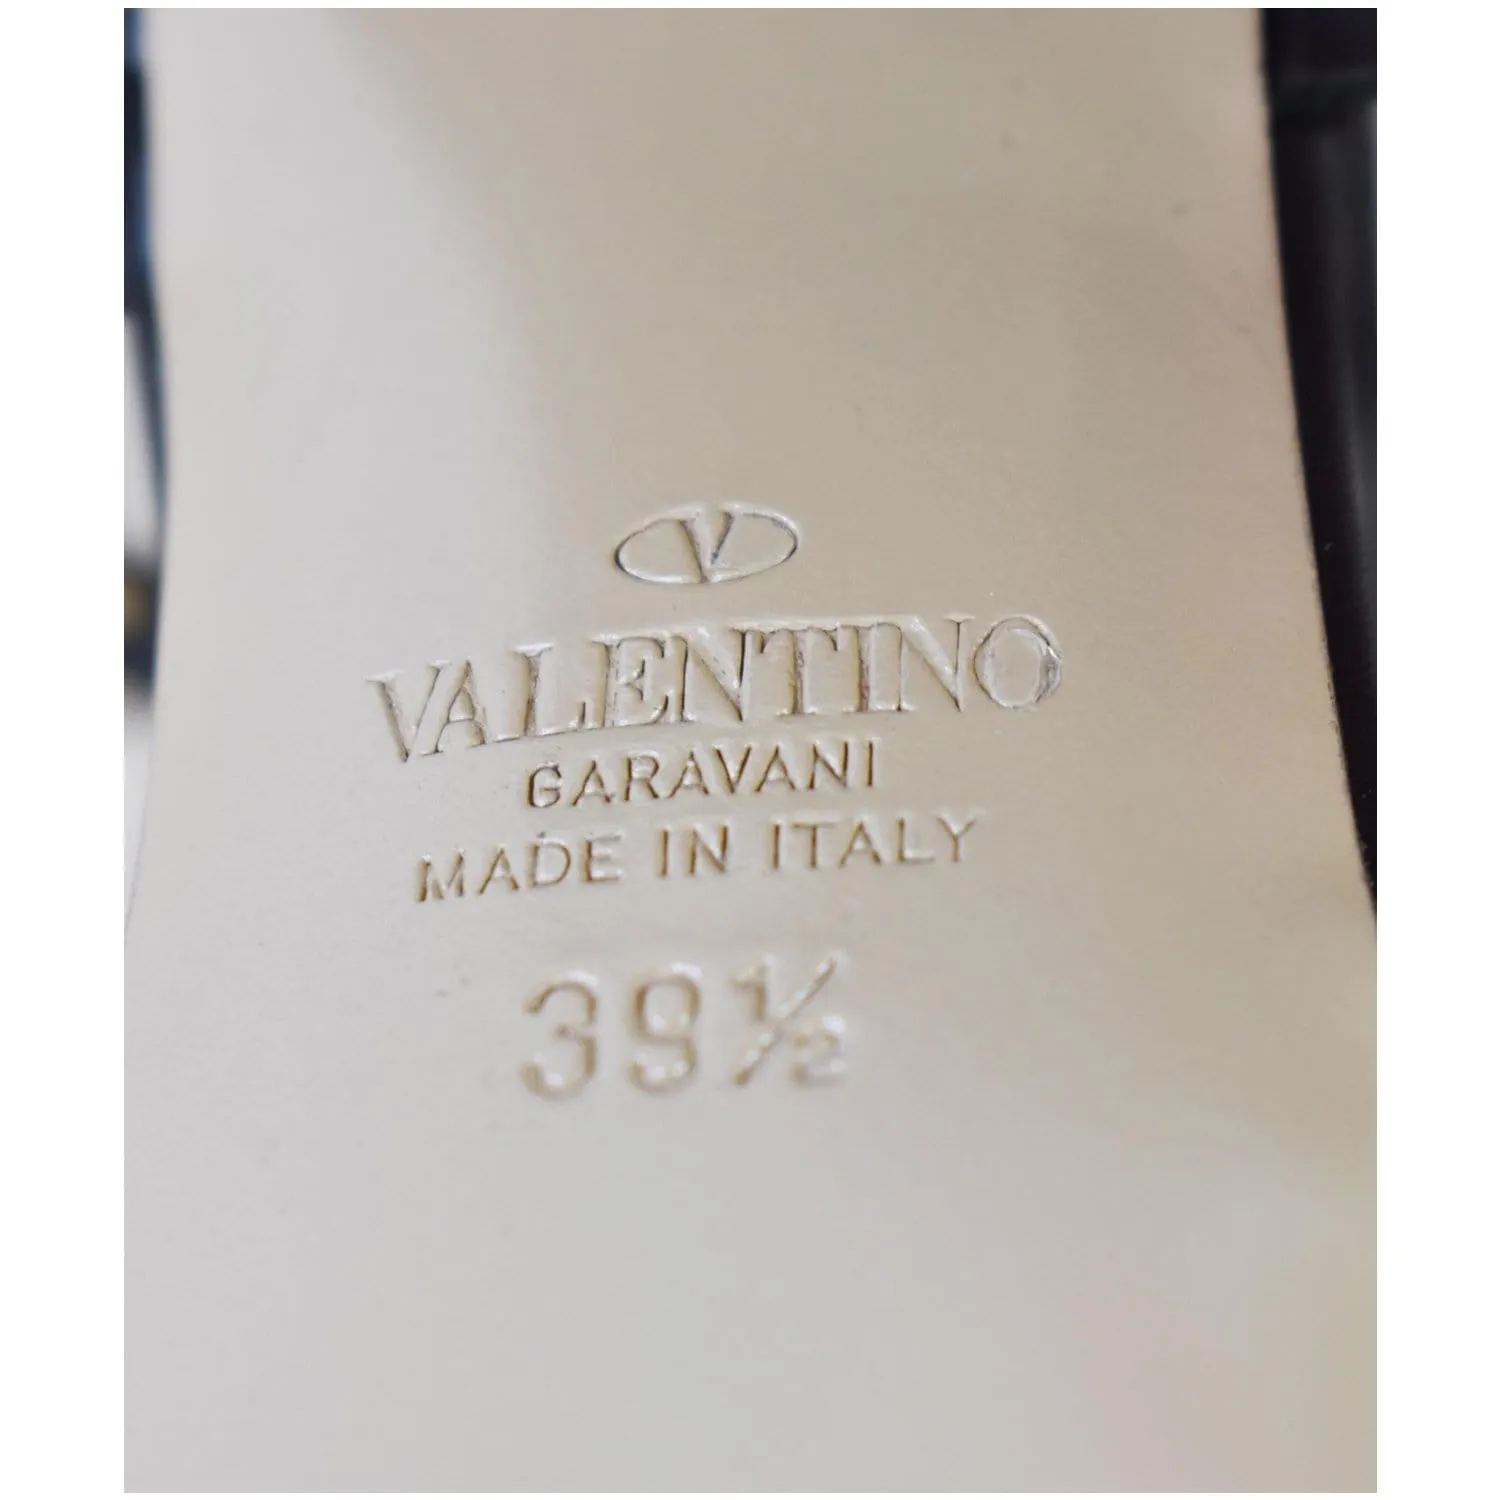 V
VALENTINO
GARAVANI
MADE IN ITALY
39½